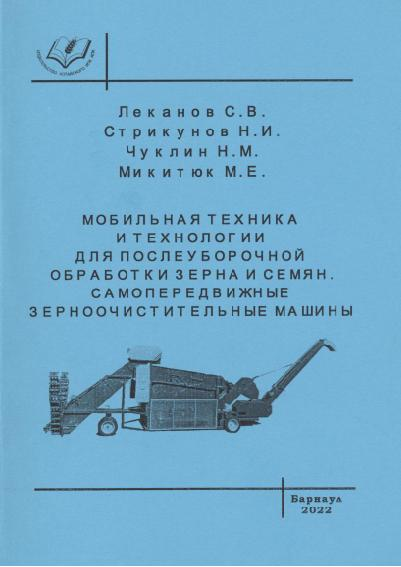 Леканов С.В.
Стрикунов Н.И.
Чуклин Н.М.
Микитюк М.Е.
МОБИЛЬНАЯ ТЕХНИКА
И ТЕХНОЛОГИИ
ДЛЯ ПОСЛЕУБОРОЧНОЙ
ОБРАБОТКИ ЗЕРНА И СЕМЯН.
САМОПЕРЕДВИЖНЫЕ
ЗЕРНООЧИСТИТЕЛЬНЫЕ МАШИНЫ
Барнаул
2022